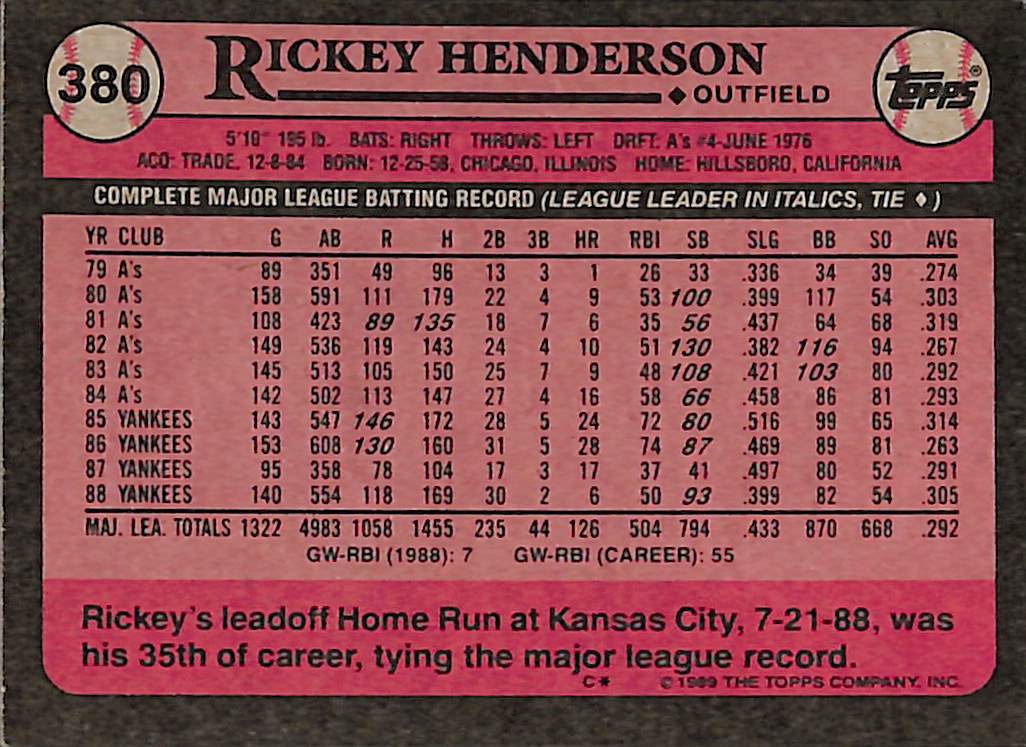 380
RICKEY HENDERSON
◆OUTFIELD
TOPPS®
5'10" 195 lb. BATS: RIGHT THROWS: LEFT DRFT: A's #4-JUNE 1976
ACQ: TRADE, 12-8-84 BORN: 12-25-58, CHICAGO, ILLINOIS HOME: HILLSBORO, CALIFORNIA
COMPLETE MAJOR LEAGUE BATTING RECORD (LEAGUE LEADER IN ITALICS, TIE ♦)
YR CLUB G AB R H 2B 3B HR RBI SB SLG BB SO AVG
79 A's 89 351 49 96 13 3 1 26 33 .336 34 39 .274
80 A's 158 591 111 179 22 4 9 53 100 .399 117 54 .303
81 A's 108 423 89 135 18 7 6 35 56 .437 64 68 .319
82 A's 149 536 119 143 24 4 10 51 130 .382 116 94 .267
83 A's 145 513 105 150 25 7 9 48 108 .421 103 80 .292
84 A's 142 502 113 147 27 4 16 58 66 .458 86 81 .293
85 YANKEES 143 547 146 172 28 5 24 72 80 .516 99 65 .314
86 YANKEES 153 608 130 160 31 5 28 74 87 .469 89 81 .263
87 YANKEES 95 358 78 104 17 3 17 37 41 .497 80 52 .291
88 YANKEES 140 554 118 169 30 2 6 50 93 .399 82 54 .305
MAJ. LEA. TOTALS 1322 4983 1058 1455 235 44 126 504 794 .433 870 668 .292
GW-RBI (1988): 7 GW-RBI (CAREER): 55
Rickey's leadoff Home Run at Kansas City, 7-21-88, was
his 35th of career, tying the major league record.
C* © 1989 THE TOPPS COMPANY, INC.